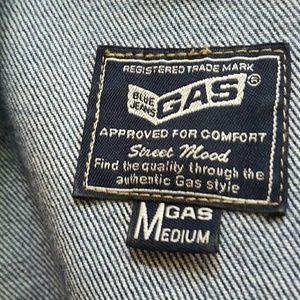 REGISTERED TRADE MARK
BLUE JEANS GAS ®
APPROVED FOR COMFORT
Street Mood
Find the quality through the
authentic Gas style
GAS
MEDIUM